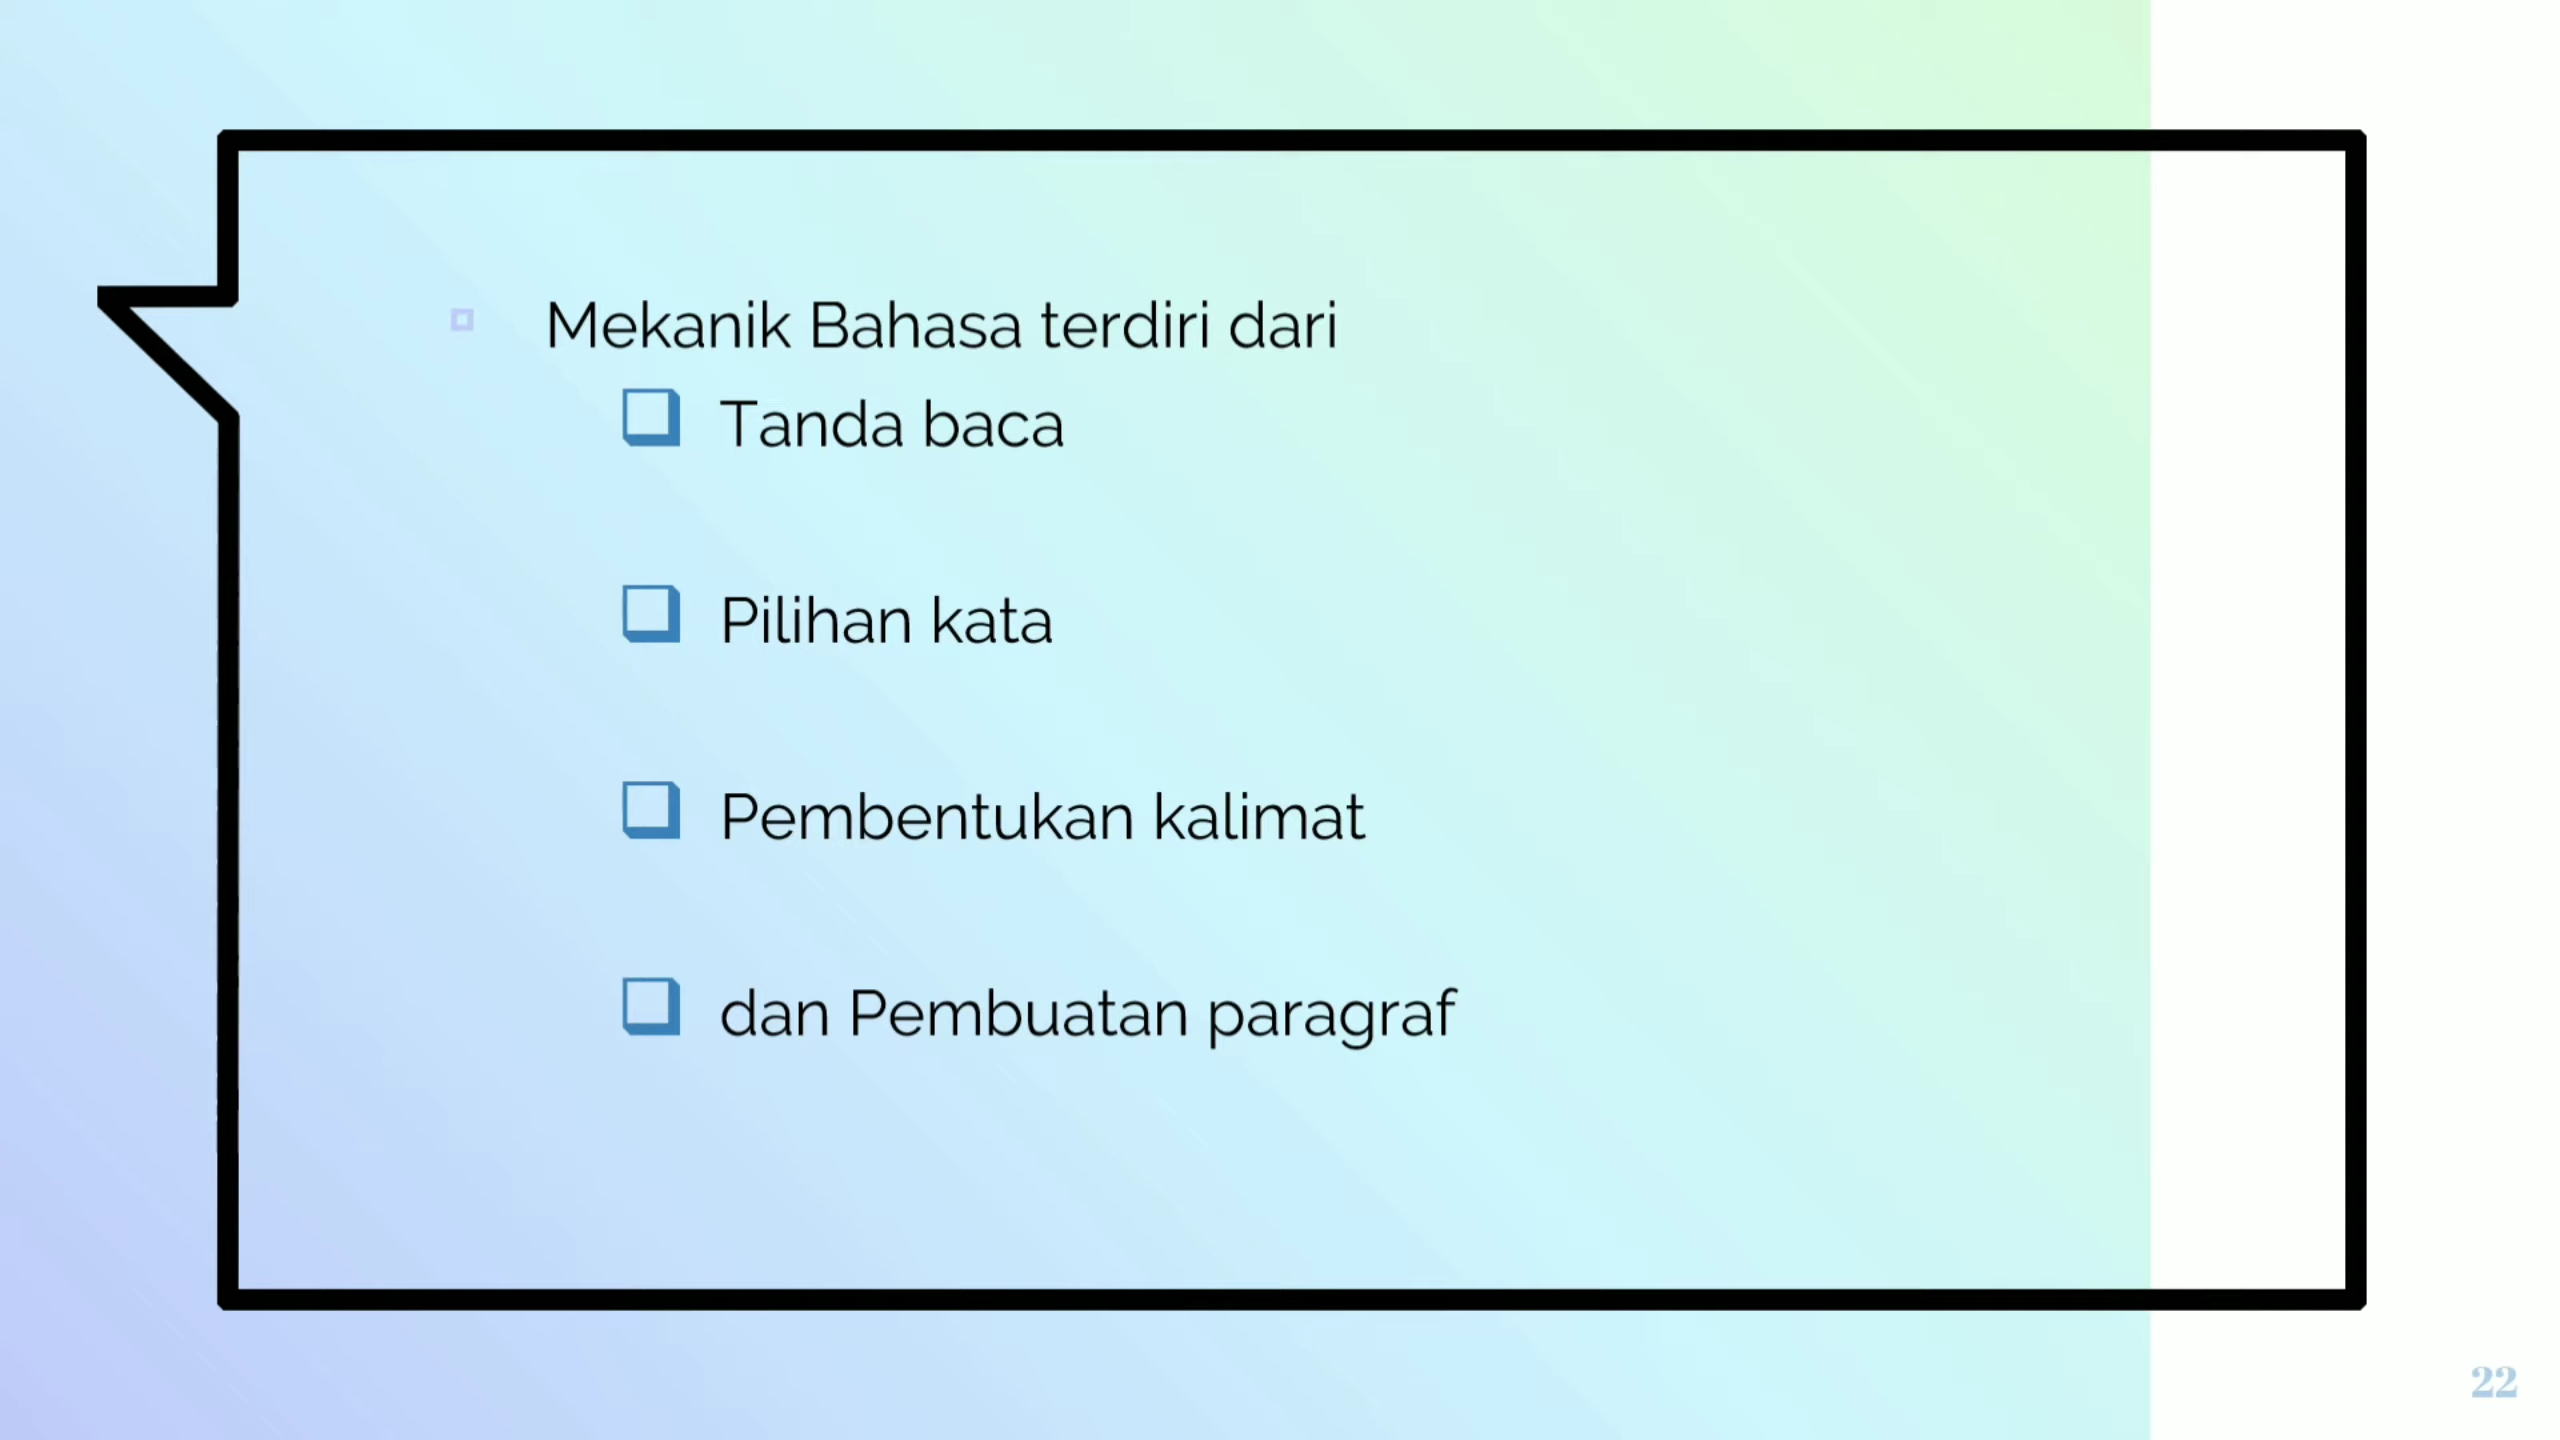 Mekanik Bahasa terdiri dari
Tanda baca
Pilihan kata
Pembentukan kalimat
dan Pembuatan paragraf
22